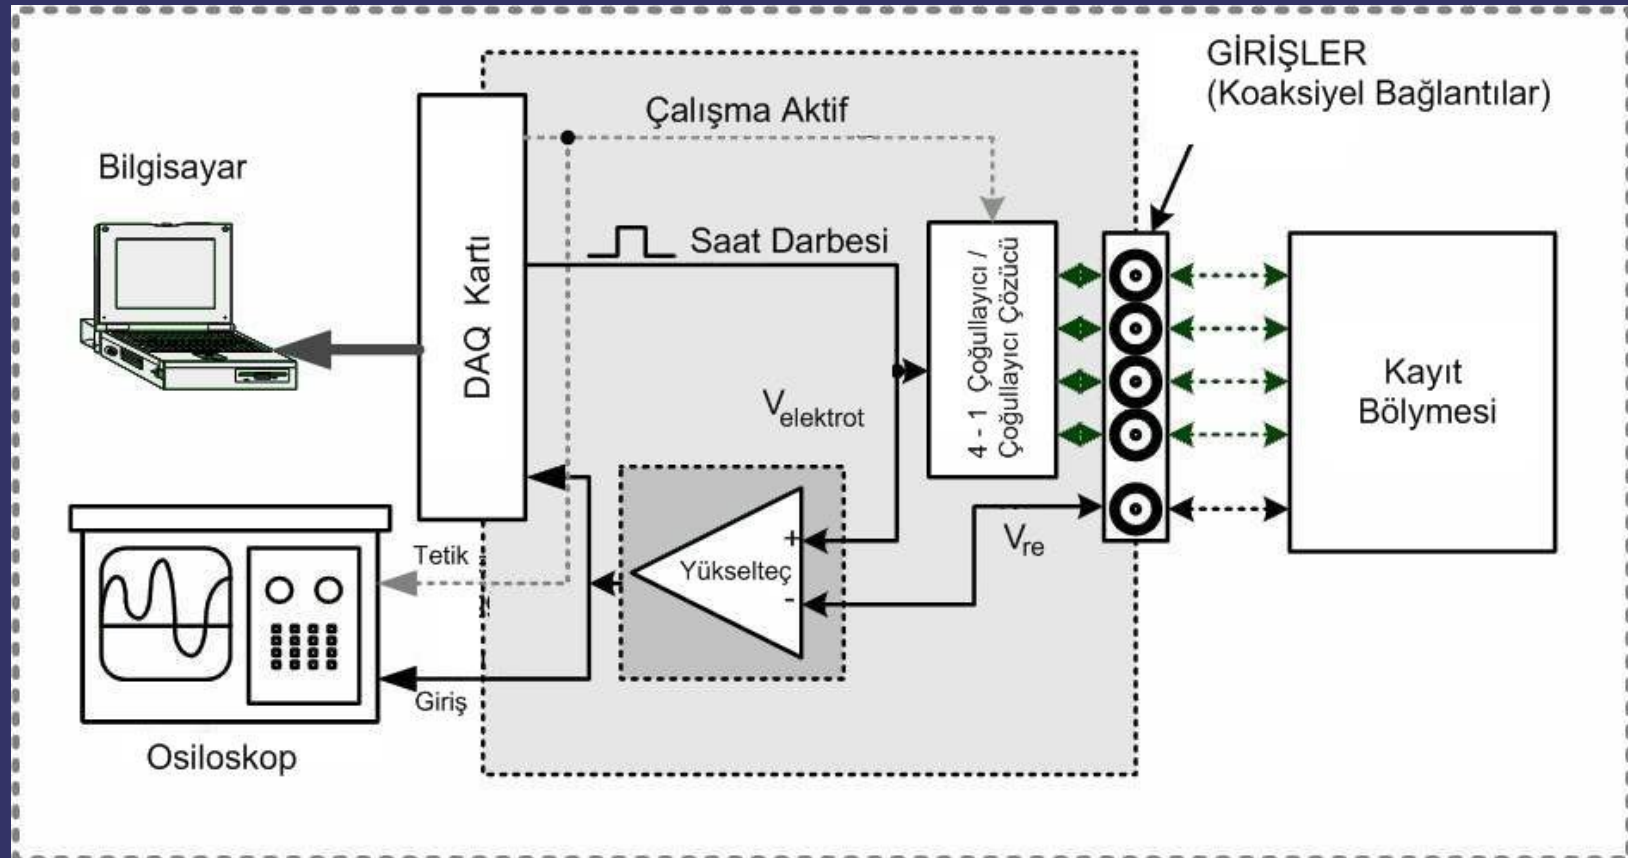 GİRİŞLER
(Koaksiyel Bağlantılar)
Çalışma Aktif
Bilgisayar
DAQ Kartı
Saat Darbesi
4 - 1 Çoğullayıcı /
Çoğullayıcı Çözücü
Kayıt
Bölymesi
Velektrot
Vre
Tetik
+
Yükselteç
-
Giriş
Osiloskop